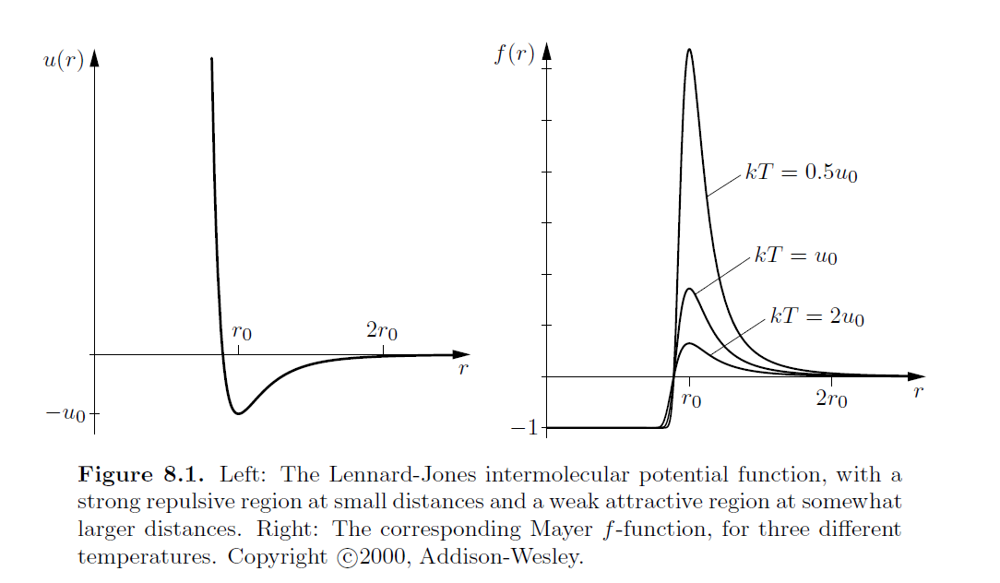 u(r)
r₀
2r₀
r
−u₀
f(r)
kT = 0.5u₀
kT = u₀
kT = 2u₀
r₀
2r₀
r
−1
Figure 8.1. Left: The Lennard-Jones intermolecular potential function, with a
strong repulsive region at small distances and a weak attractive region at somewhat
larger distances. Right: The corresponding Mayer f-function, for three different
temperatures. Copyright ©2000, Addison-Wesley.